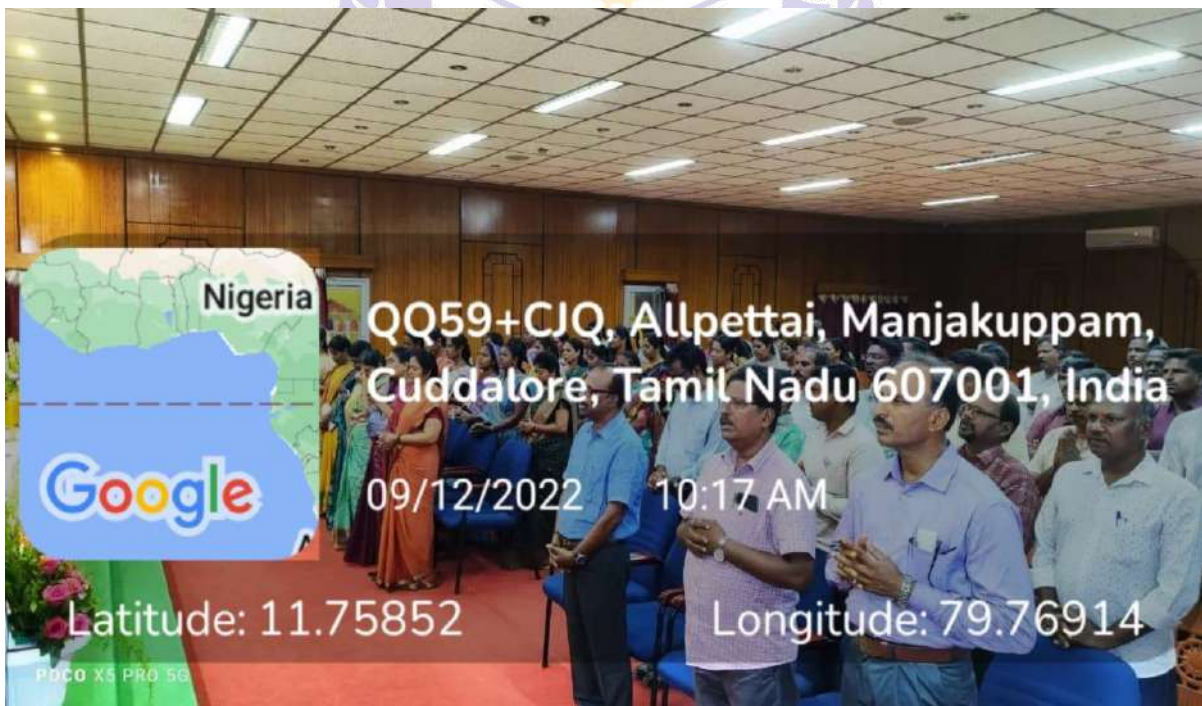 Nigeria
QQ59+CJQ, Allpettai, Manjakuppam,
Cuddalore, Tamil Nadu 607001, India
Google
09/12/2022 10:17 AM
Latitude: 11.75852 Longitude: 79.76914
POCO X5 PRO 5G